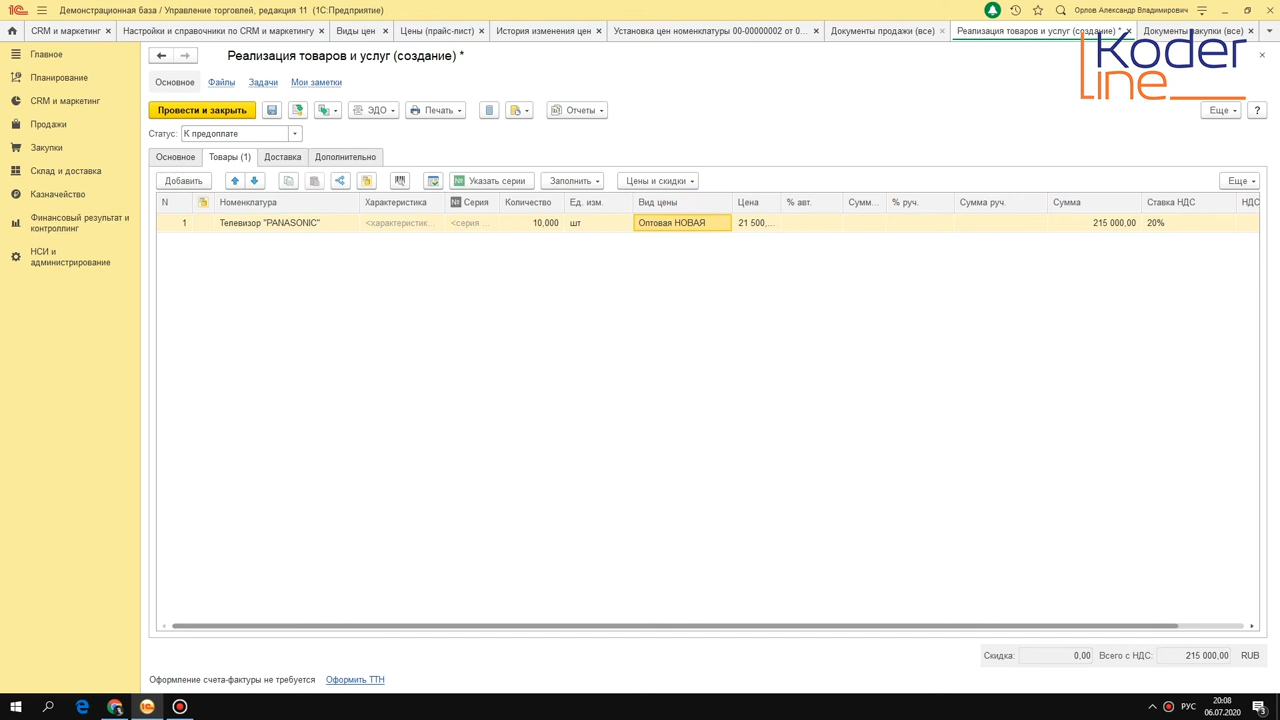 Демонстрационная база / Управление торговлей, редакция 11 (1С:Предприятие)
Орлов Александр Владимирович
CRM и маркетинг
Настройки и справочники по CRM и маркетингу
Виды цен
Цены (прайс-лист)
История изменения цен
Установка цен номенклатуры 00-00000002 от 0...
Документы продажи (все)
Реализация товаров и услуг (создание) *
Документы закупки (все)
Koder
line
Главное
Планирование
CRM и маркетинг
Продажи
Закупки
Склад и доставка
Казначейство
Финансовый результат и
контроллинг
НСИ и
администрирование
Реализация товаров и услуг (создание) *
Основное
Файлы
Задачи
Мои заметки
Провести и закрыть
ЭДО
Печать
Отчеты
Еще
?
Статус:
К предоплате
Основное
Товары (1)
Доставка
Дополнительно
Добавить
Указать серии
Заполнить
Цены и скидки
Еще
N
Номенклатура
Характеристика
Серия
Количество
Ед. изм.
Вид цены
Цена
% авт.
Сумм...
% руч.
Сумма руч.
Сумма
Ставка НДС
НДС
1
Телевизор "PANASONIC"
<характеристик...
<серия ...
10,000
шт
Оптовая НОВАЯ
21 500,...
215 000,00
20%
Скидка:
0,00
Всего с НДС:
215 000,00
RUB
Оформление счета-фактуры не требуется
Оформить ТТН
РУС
20:08
06.07.2020
3